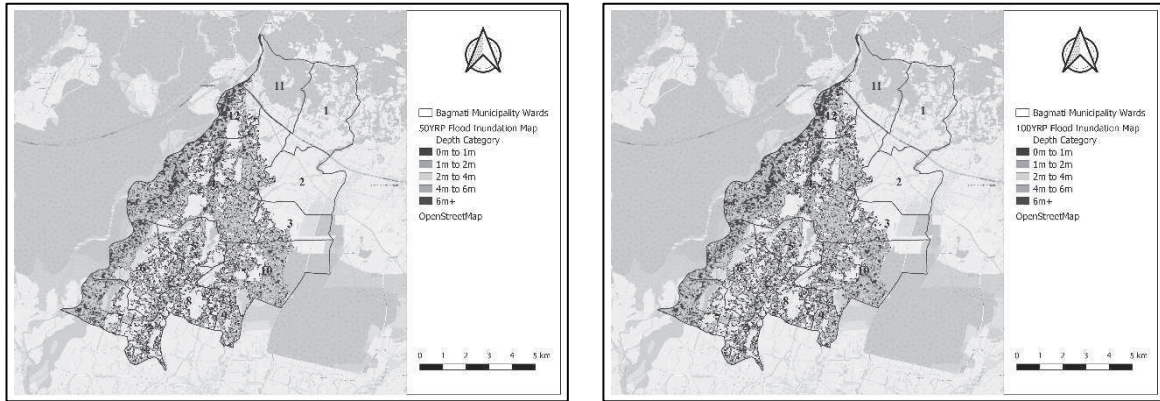 11
1
12
2
3
10
8
Bagmati Municipality Wards
50YRP Flood Inundation Map
Depth Category
0m to 1m
1m to 2m
2m to 4m
4m to 6m
6m+
OpenStreetMap
0 1 2 3 4 5 km
11
1
12
2
3
10
8
Bagmati Municipality Wards
100YRP Flood Inundation Map
Depth Category
0m to 1m
1m to 2m
2m to 4m
4m to 6m
6m+
OpenStreetMap
0 1 2 3 4 5 km